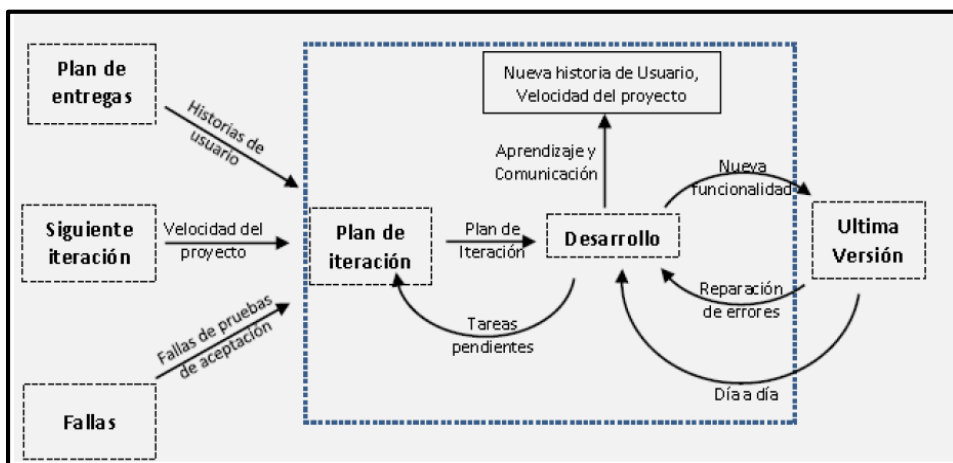 Plan de
entregas
Historias de
usuario
Siguiente
iteración
Velocidad del
proyecto
Fallas
Fallas de pruebas
de aceptación
Plan de
iteración
Plan de
Iteración
Tareas
pendientes
Desarrollo
Aprendizaje y
Comunicación
Nueva historia de Usuario,
Velocidad del proyecto
Nueva
funcionalidad
Ultima
Versión
Reparación
de errores
Día a día